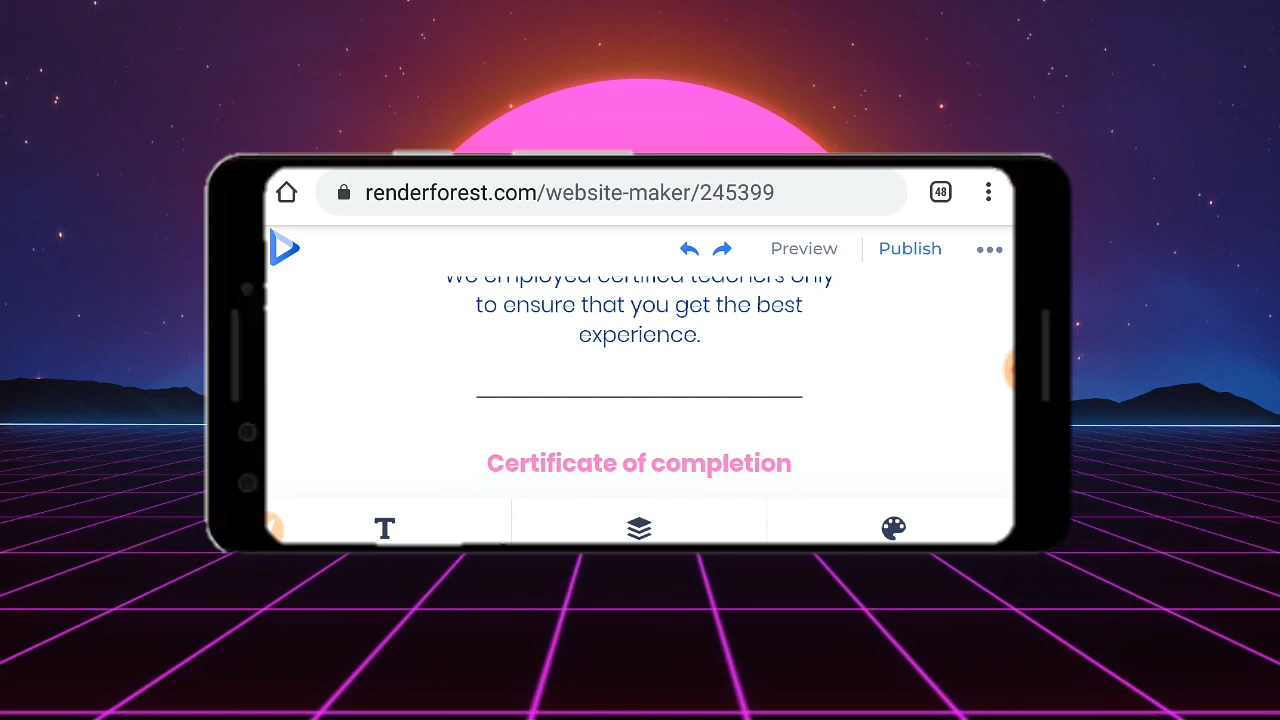 renderforest.com/website-maker/245399
48
Preview
Publish
We employed certified teachers only
to ensure that you get the best
experience.
Certificate of completion
T